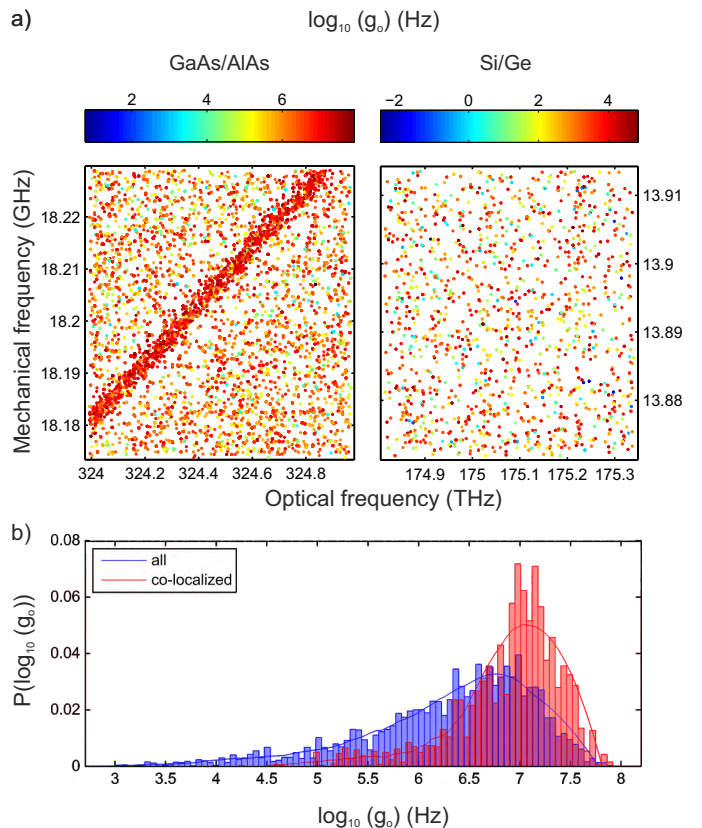 a)
log₁₀ (gₒ) (Hz)
GaAs/AlAs
Si/Ge
2 4 6
−2 0 2 4
Mechanical frequency (GHz)
18.22
18.21
18.2
18.19
18.18
13.91
13.9
13.89
13.88
324 324.2 324.4 324.6 324.8
174.9 175 175.1 175.2 175.3
Optical frequency (THz)
b)
P(log₁₀ (gₒ))
0.08
0.06
0.04
0.02
0
all
co-localized
3 3.5 4 4.5 5 5.5 6 6.5 7 7.5 8
log₁₀ (gₒ) (Hz)